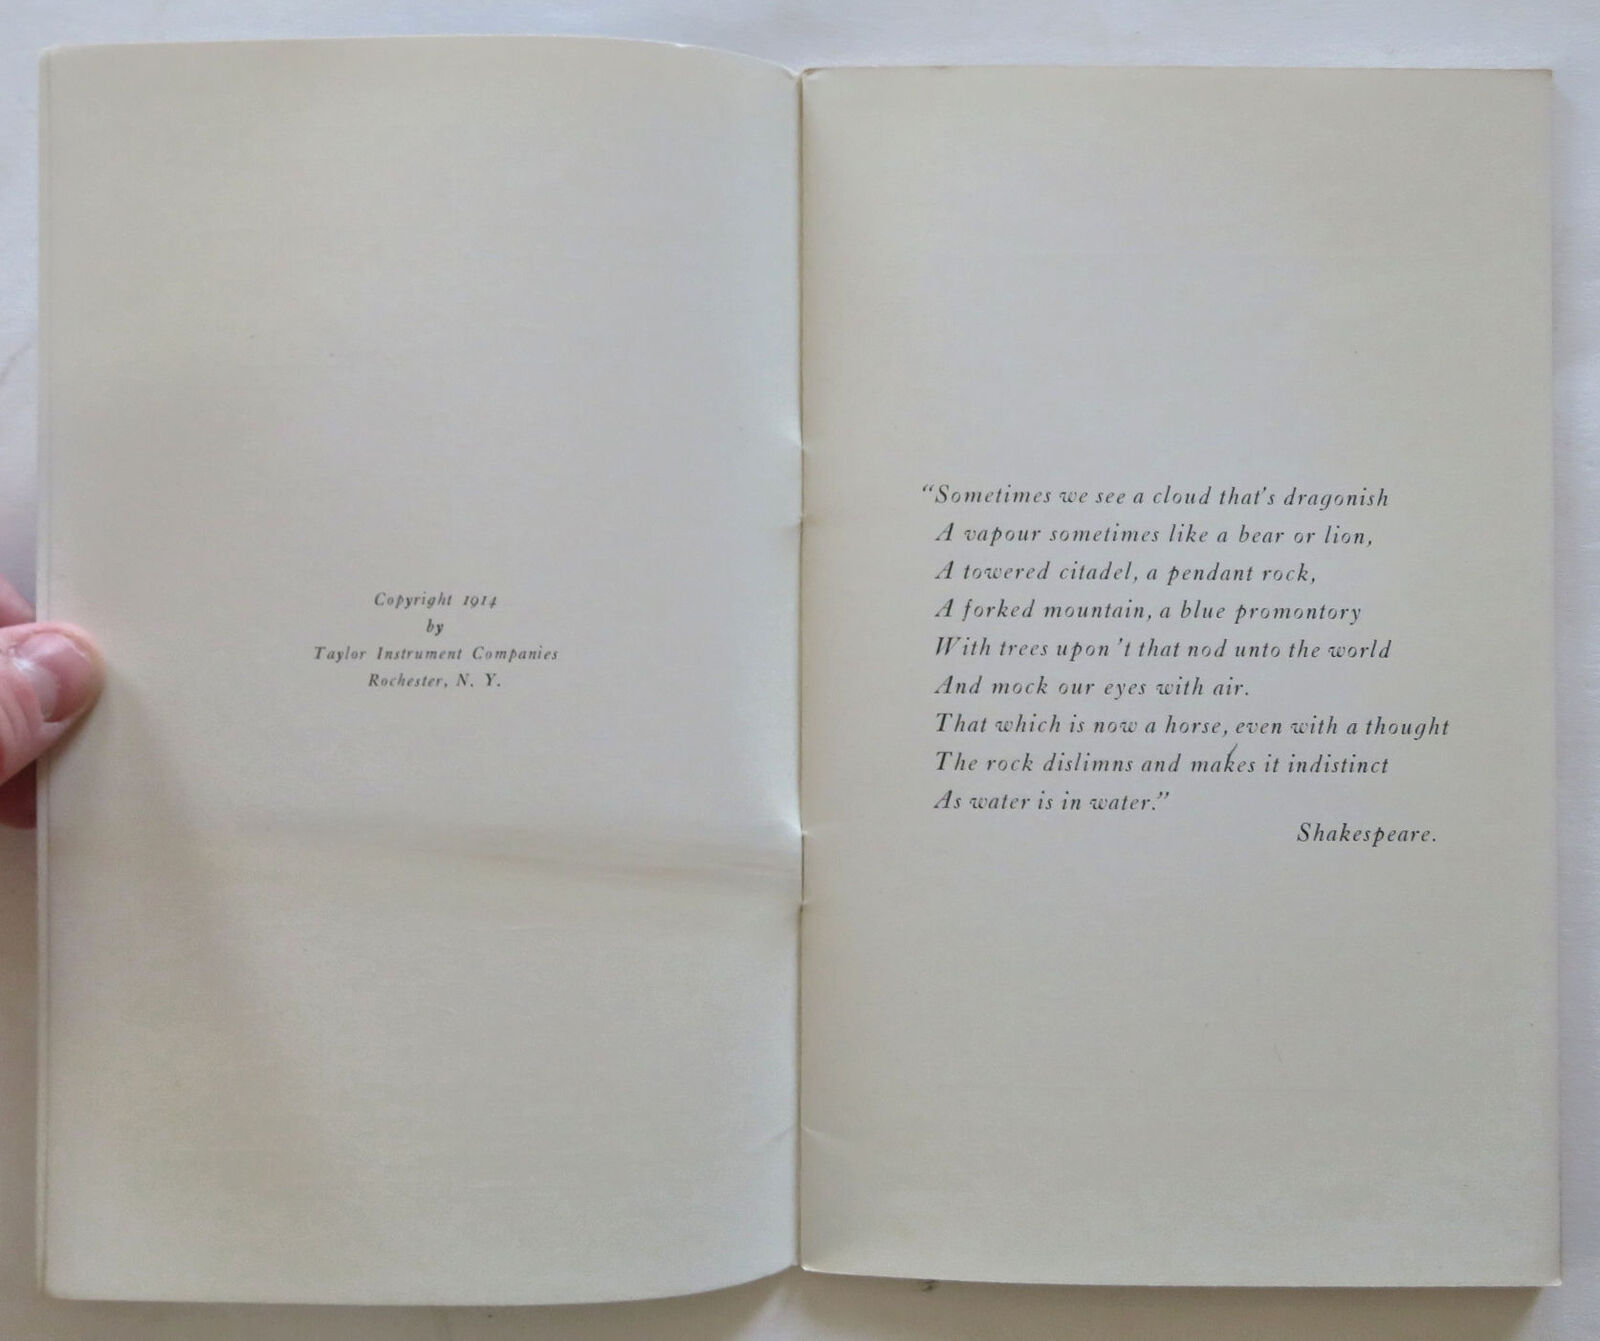 Copyright 1914
by
Taylor Instrument Companies
Rochester, N. Y.
“Sometimes we see a cloud that's dragonish
A vapour sometimes like a bear or lion,
A towered citadel, a pendant rock,
A forked mountain, a blue promontory
With trees upon 't that nod unto the world
And mock our eyes with air.
That which is now a horse, even with a thought
The rock dislimns and makes it indistinct
As water is in water.”
Shakespeare.